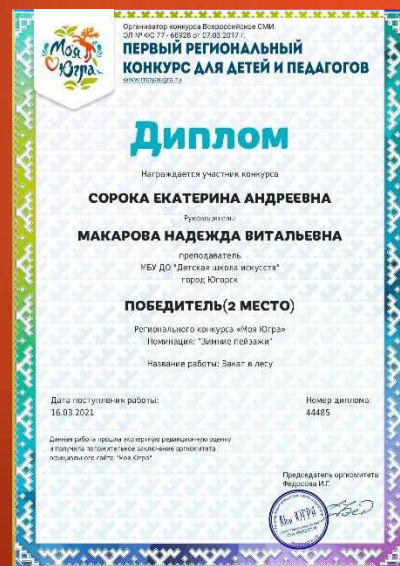 Моя
Югра
Организатор конкурса Всероссийское СМИ
ЭЛ № ФС 77 - 68928 от 07.03.2017 г.
ПЕРВЫЙ РЕГИОНАЛЬНЫЙ
КОНКУРС ДЛЯ ДЕТЕЙ И ПЕДАГОГОВ
www.moyaugra.ru
Диплом
Награждается участник конкурса
СОРОКА ЕКАТЕРИНА АНДРЕЕВНА
Руководитель:
МАКАРОВА НАДЕЖДА ВИТАЛЬЕВНА
преподаватель
МБУ ДО "Детская школа искусств"
город Югорск
ПОБЕДИТЕЛЬ(2 МЕСТО)
Регионального конкурса «Моя Югра»
Номинация: "Зимние пейзажи"
Название работы: Закат в лесу
Дата поступления работы:
16.03.2021
Номер диплома:
44485
Данная работа прошла экспертную редакционную оценку
и получила положительное заключение оргкомитета
официального сайта "Моя Югра"
Председатель оргкомитета
Федосова И.Г.
Моя ЮГРА